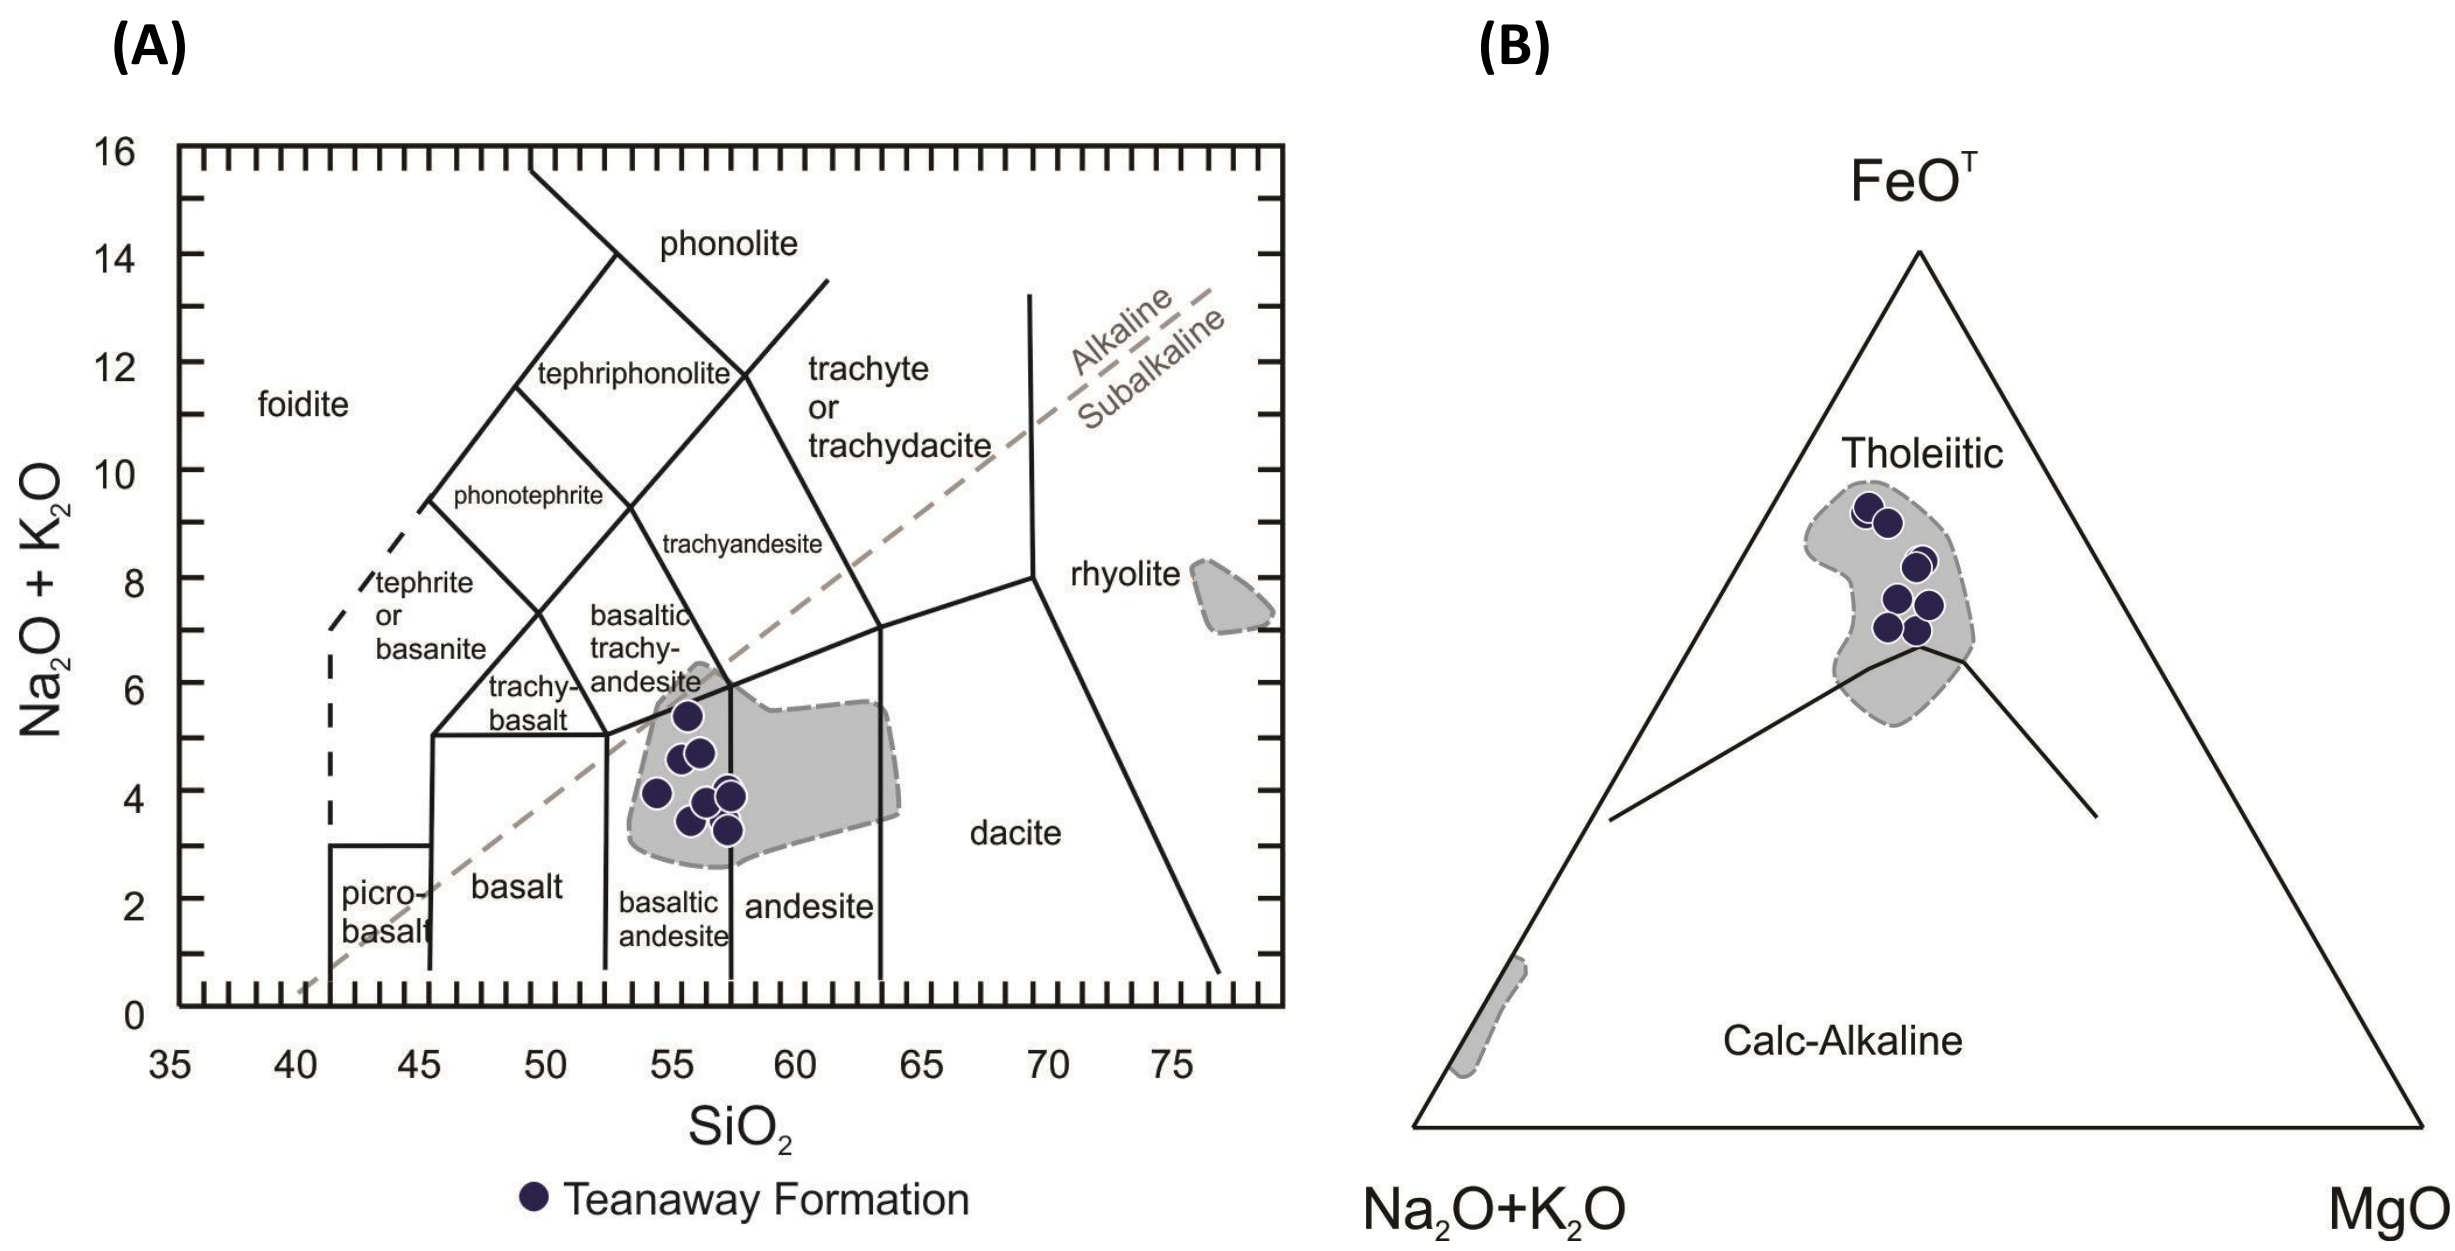 (A)
(B)
16
14
12
10
8
6
4
2
0
Na₂O + K₂O
phonolite
tephriphonolite
foidite
trachyte
or
trachydacite
Alkaline
Subalkaline
phonotephrite
trachyandesite
tephrite
or
basanite
basaltic
trachy-
andesite
trachy-
basalt
rhyolite
picro-
basalt
basalt
basaltic
andesite
andesite
dacite
35 40 45 50 55 60 65 70 75
SiO₂
Teanaway Formation
FeOᵀ
Tholeiitic
Calc-Alkaline
Na₂O+K₂O
MgO